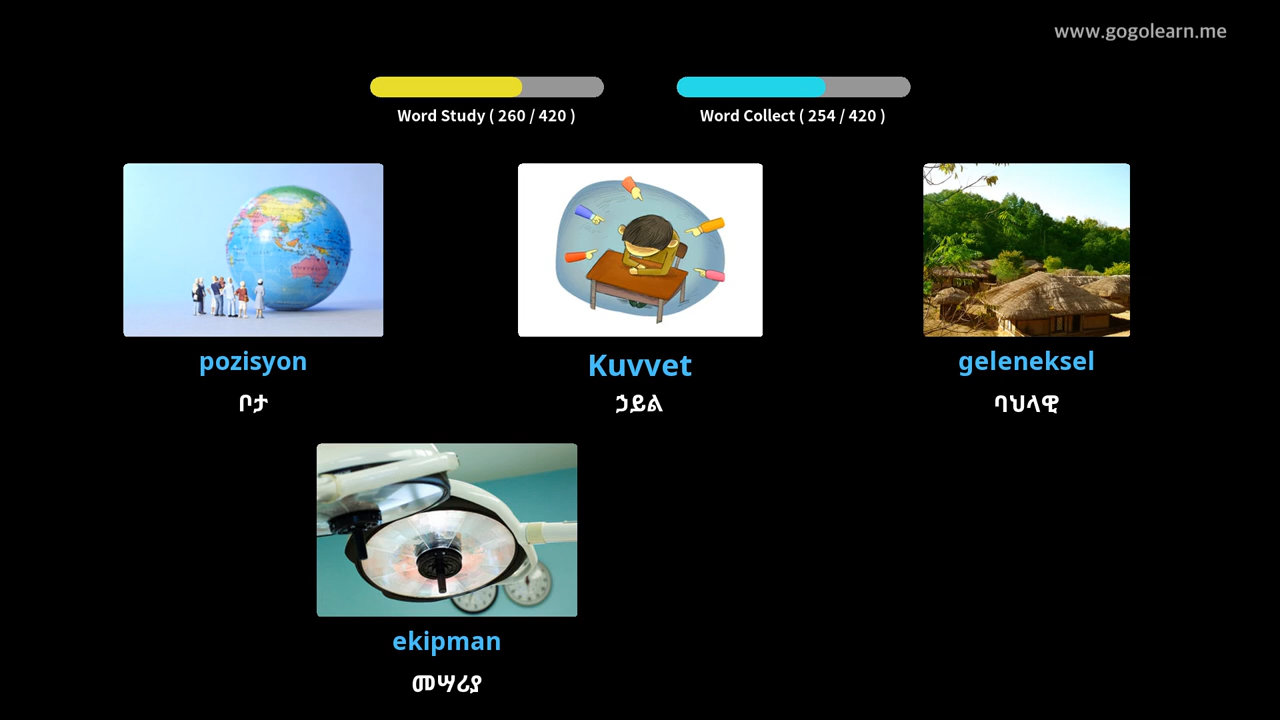 www.gogolearn.me
Word Study ( 260 / 420 )
Word Collect ( 254 / 420 )
pozisyon
Kuvvet
geleneksel
ቦታ
ኃይል
ባህላዊ
ekipman
መሣሪያ